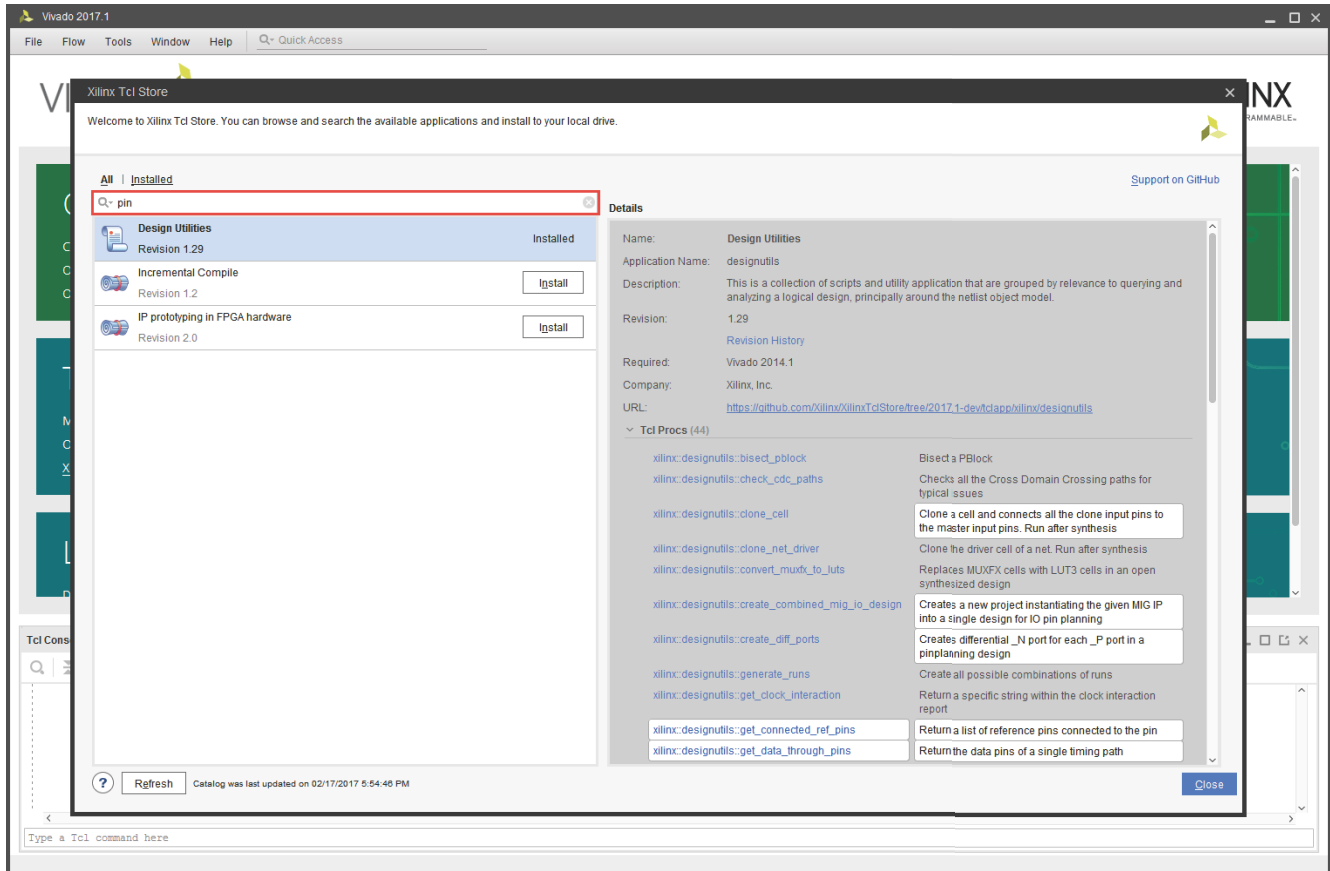 Vivado 2017.1
File Flow Tools Window Help Quick Access
INX
RAMMABLE.
Xilinx Tcl Store
Welcome to Xilinx Tcl Store. You can browse and search the available applications and install to your local drive.
All | Installed
Support on GitHub
pin
Design Utilities
Revision 1.29
Installed
Incremental Compile
Revision 1.2
Install
IP prototyping in FPGA hardware
Revision 2.0
Install
Details
Name: Design Utilities
Application Name: designutils
Description: This is a collection of scripts and utility application that are grouped by relevance to querying and
analyzing a logical design, principally around the netlist object model.
Revision: 1.29
Revision History
Required: Vivado 2014.1
Company: Xilinx, Inc.
URL: https://github.com/Xilinx/XilinxTclStore/tree/2017.1-dev/tclapp/xilinx/designutils
Tcl Procs (44)
xilinx::designutils::bisect_pblock Bisect a PBlock
xilinx::designutils::check_cdc_paths Checks all the Cross Domain Crossing paths for
typical issues
xilinx::designutils::clone_cell Clone a cell and connects all the clone input pins to
the master input pins. Run after synthesis
xilinx::designutils::clone_net_driver Clone the driver cell of a net. Run after synthesis
xilinx::designutils::convert_muxfx_to_luts Replaces MUXFX cells with LUT3 cells in an open
synthesized design
xilinx::designutils::create_combined_mig_io_design Creates a new project instantiating the given MIG IP
into a single design for IO pin planning
xilinx::designutils::create_diff_ports Creates differential _N port for each _P port in a
pinplanning design
xilinx::designutils::generate_runs Create all possible combinations of runs
xilinx::designutils::get_clock_interaction Return a specific string within the clock interaction
report
xilinx::designutils::get_connected_ref_pins Return a list of reference pins connected to the pin
xilinx::designutils::get_data_through_pins Return the data pins of a single timing path
? Refresh Catalog was last updated on 02/17/2017 5:54:46 PM
Close
Tcl Cons
Type a Tcl command here